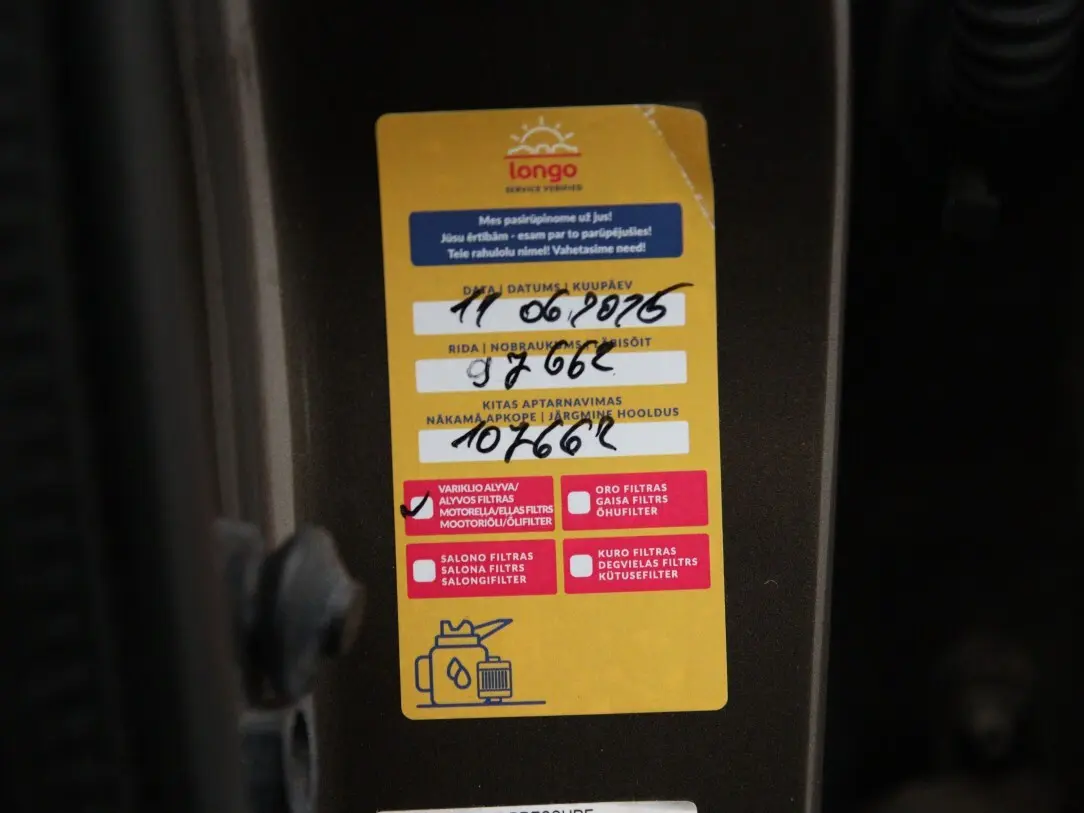 longo
SERVICE VERIFIED
Mes pasirūpinome už jus!
Jūsu ērtībām - esam par to parūpējušies!
Teie rahulolu nimel! Vahetasime need!
DATA | DATUMS | KUUPÄEV
11 06.2025
RIDA | NOBRAUKUMS | LÄBISÕIT
97662
KITAS APTARNAVIMAS
NĀKAMĀ APKOPE | JÄRGMINE HOOLDUS
107662
VARIKLIO ALYVA/
ALYVOS FILTRAS
MOTOREĻĻA/EĻĻAS FILTRS
MOOTORIÕLI/ÕLIFILTER
ORO FILTRAS
GAISA FILTRS
ÕHUFILTER
SALONO FILTRAS
SALONA FILTRS
SALONGIFILTER
KURO FILTRAS
DEGVIELAS FILTRS
KÜTUSEFILTER